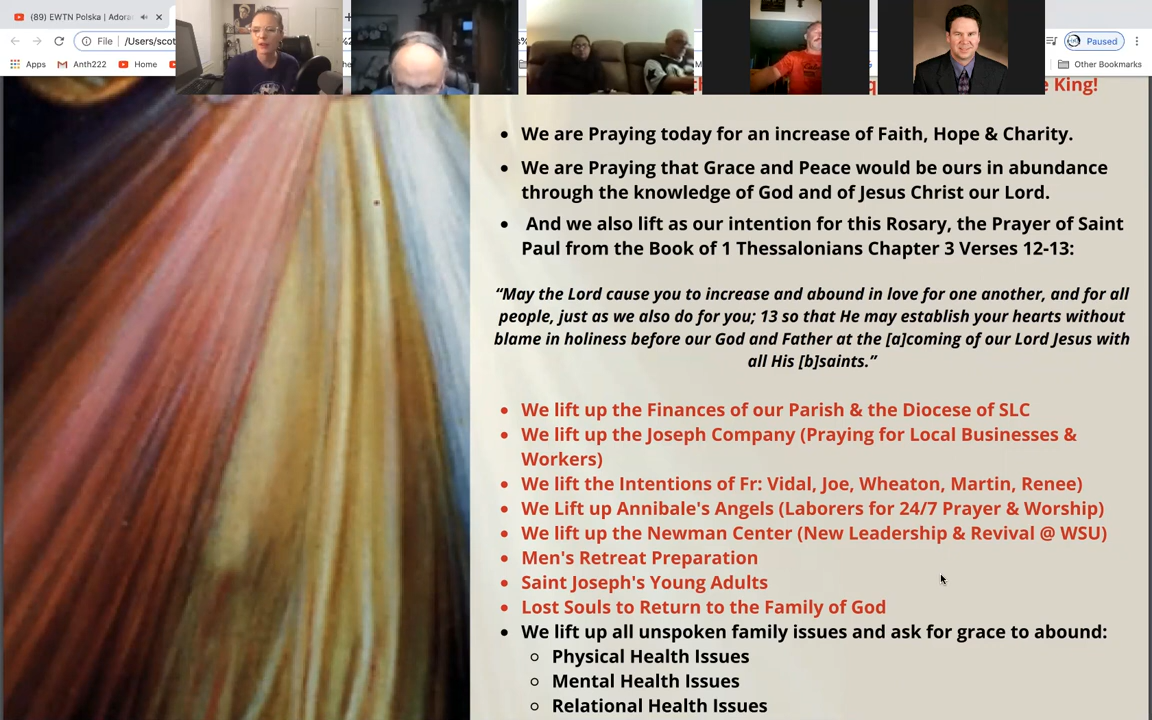 (89) EWTN Polska | Adora
File
/Users/scot
Paused
Apps
Anth222
Home
Other Bookmarks
King!
• We are Praying today for an increase of Faith, Hope & Charity.
• We are Praying that Grace and Peace would be ours in abundance
through the knowledge of God and of Jesus Christ our Lord.
• And we also lift as our intention for this Rosary, the Prayer of Saint
Paul from the Book of 1 Thessalonians Chapter 3 Verses 12-13:
“May the Lord cause you to increase and abound in love for one another, and for all
people, just as we also do for you; 13 so that He may establish your hearts without
blame in holiness before our God and Father at the [a]coming of our Lord Jesus with
all His [b]saints.”
• We lift up the Finances of our Parish & the Diocese of SLC
• We lift up the Joseph Company (Praying for Local Businesses &
Workers)
• We lift the Intentions of Fr: Vidal, Joe, Wheaton, Martin, Renee)
• We Lift up Annibale's Angels (Laborers for 24/7 Prayer & Worship)
• We lift up the Newman Center (New Leadership & Revival @ WSU)
• Men's Retreat Preparation
• Saint Joseph's Young Adults
• Lost Souls to Return to the Family of God
• We lift up all unspoken family issues and ask for grace to abound:
○ Physical Health Issues
○ Mental Health Issues
○ Relational Health Issues